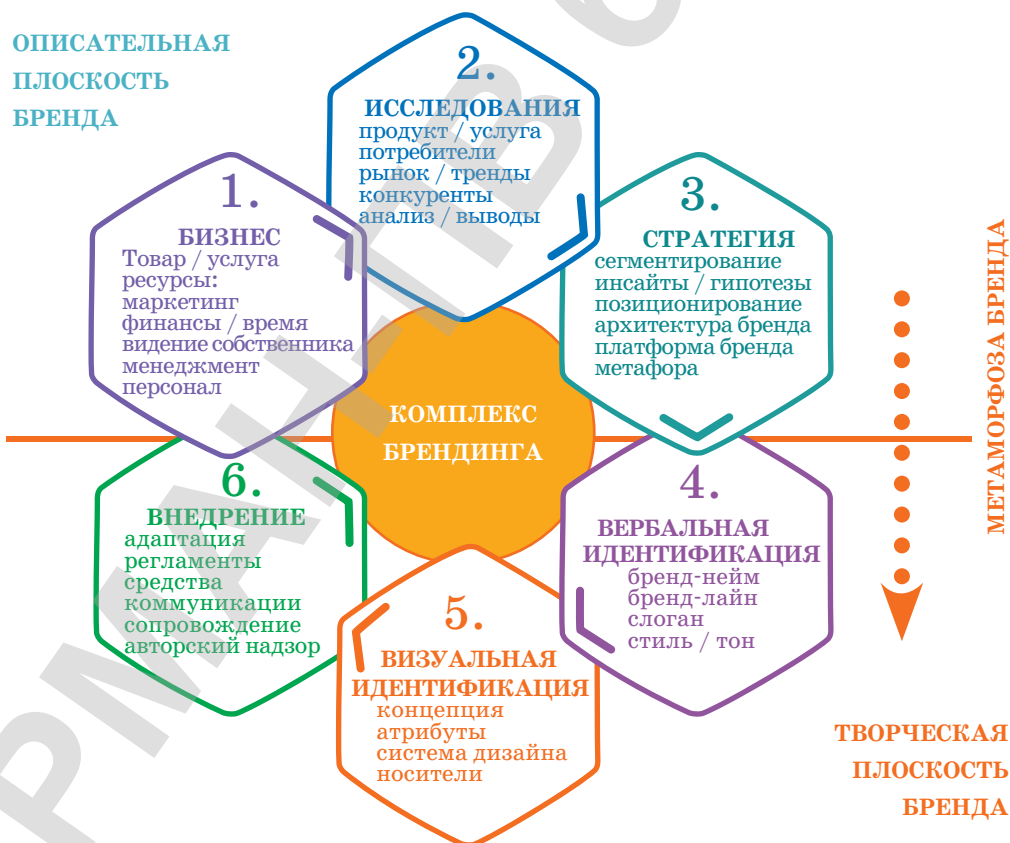 ОПИСАТЕЛЬНАЯ
ПЛОСКОСТЬ
БРЕНДА
1.
БИЗНЕС
Товар / услуга
ресурсы:
маркетинг
финансы / время
видение собственника
менеджмент
персонал
2.
ИССЛЕДОВАНИЯ
продукт / услуга
потребители
рынок / тренды
конкуренты
анализ / выводы
3.
СТРАТЕГИЯ
сегментирование
инсайты / гипотезы
позиционирование
архитектура бренда
платформа бренда
метафора
КОМПЛЕКС
БРЕНДИНГА
МЕТАМОРФОЗА БРЕНДА
4.
ВЕРБАЛЬНАЯ
ИДЕНТИФИКАЦИЯ
бренд-нейм
бренд-лайн
слоган
стиль / тон
5.
ВИЗУАЛЬНАЯ
ИДЕНТИФИКАЦИЯ
концепция
атрибуты
система дизайна
носители
6.
ВНЕДРЕНИЕ
адаптация
регламенты
средства
коммуникации
сопровождение
авторский надзор
ТВОРЧЕСКАЯ
ПЛОСКОСТЬ
БРЕНДА